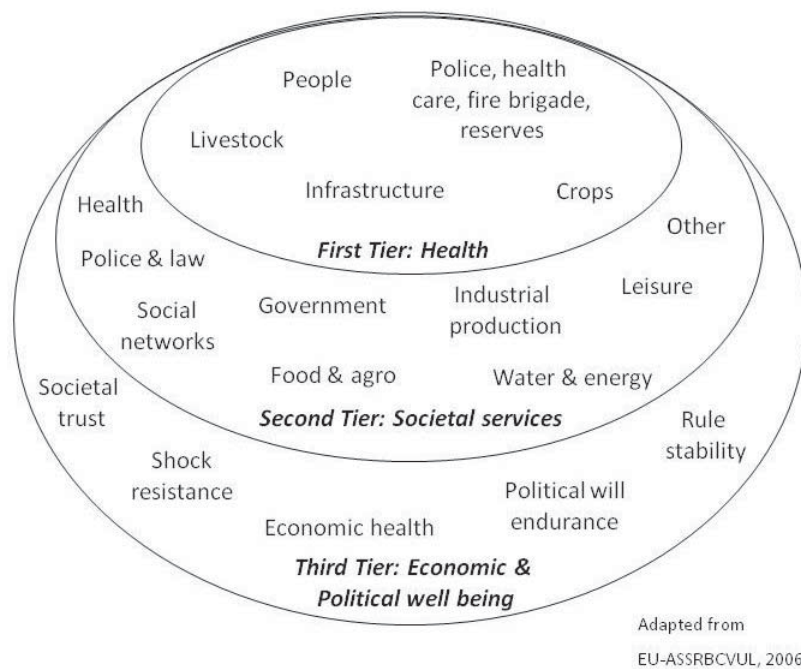 People
Police, health
care, fire brigade,
reserves
Livestock
Infrastructure
Crops
First Tier: Health
Health
Other
Police & law
Government
Industrial
production
Leisure
Social
networks
Food & agro
Water & energy
Second Tier: Societal services
Societal
trust
Rule
stability
Shock
resistance
Political will
endurance
Economic health
Third Tier: Economic &
Political well being
Adapted from
EU-ASSRBCVUL, 2006